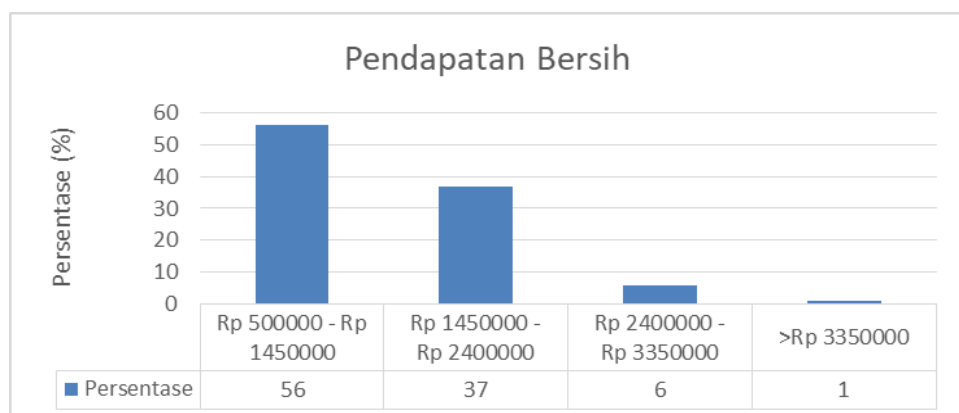 Pendapatan Bersih
Persentase (%)
60
50
40
30
20
10
0
Rp 500000 - Rp
1450000
Rp 1450000 -
Rp 2400000
Rp 2400000 -
Rp 3350000
>Rp 3350000
Persentase 56 37 6 1